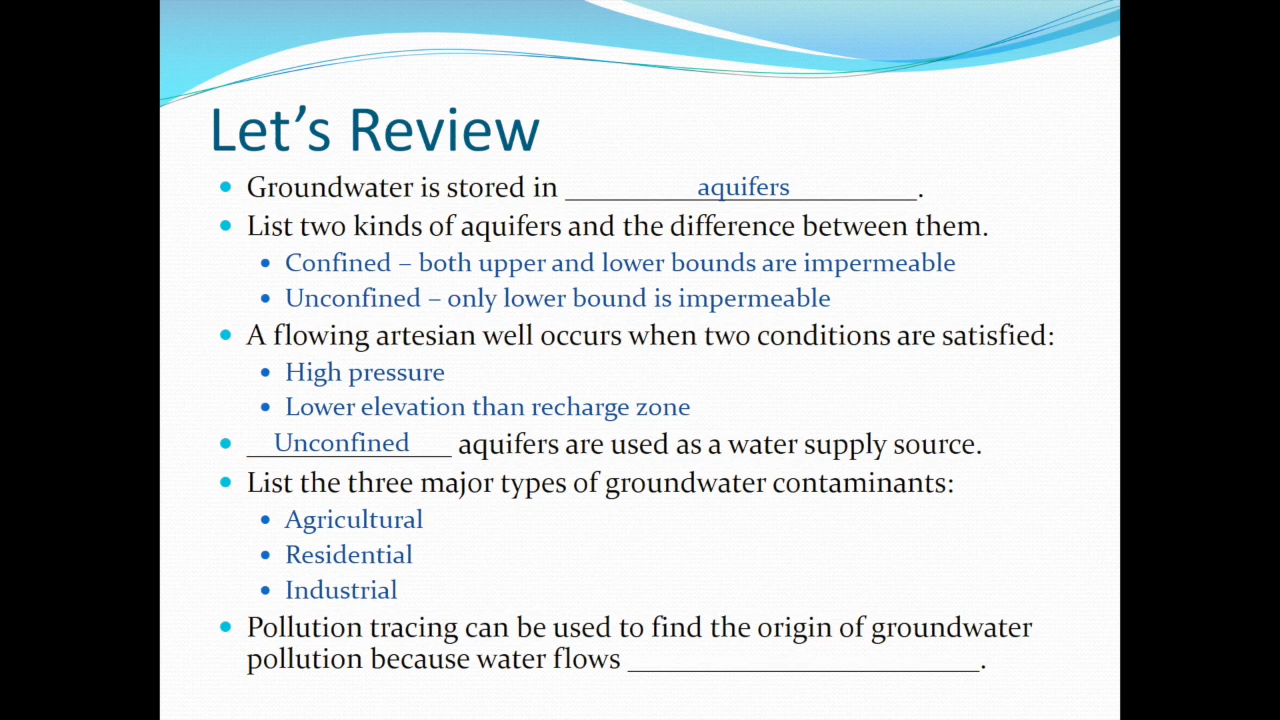 Let’s Review
• Groundwater is stored in ____aquifers____.
• List two kinds of aquifers and the difference between them.
• Confined – both upper and lower bounds are impermeable
• Unconfined – only lower bound is impermeable
• A flowing artesian well occurs when two conditions are satisfied:
• High pressure
• Lower elevation than recharge zone
• __Unconfined__ aquifers are used as a water supply source.
• List the three major types of groundwater contaminants:
• Agricultural
• Residential
• Industrial
• Pollution tracing can be used to find the origin of groundwater
pollution because water flows ________________________.